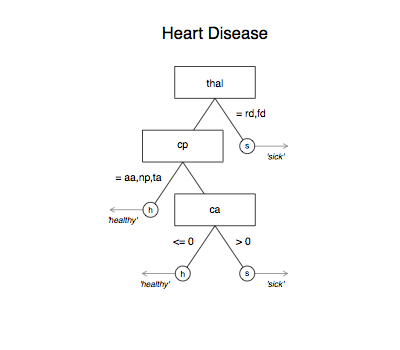 Heart Disease
thal
= rd,fd
cp
s
'sick'
= aa,np,ta
h
'healthy'
ca
<= 0
> 0
h
s
'healthy'
'sick'